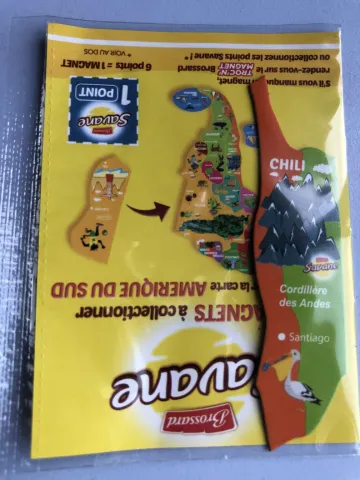 Brossard
Savane
MAGNETS à collectionner
la carte AMERIQUE DU SUD
Savane
1
POINT
6 points = 1 MAGNET
* VOIR AU DOS
S'il vous manque
magnet,
rendez-vous sur le
TROC'N'
MAGNET
Brossard
ou collectionnez les points Savane !
CHILI
Savane
Cordillère
des Andes
Santiago